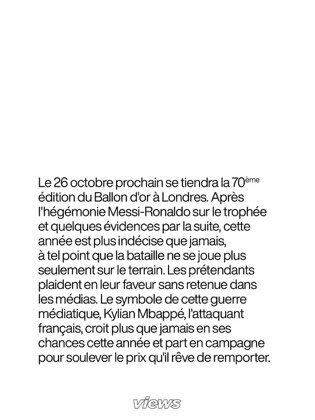 Le 26 octobre prochain se tiendra la 70ème
édition du Ballon d'or à Londres. Après
l'hégémonie Messi-Ronaldo sur le trophée
et quelques évidences par la suite, cette
année est plus indécise que jamais,
à tel point que la bataille ne se joue plus
seulement sur le terrain. Les prétendants
plaident en leur faveur sans retenue dans
les médias. Le symbole de cette guerre
médiatique, Kylian Mbappé, l'attaquant
français, croit plus que jamais en ses
chances cette année et part en campagne
pour soulever le prix qu'il rêve de remporter.
views